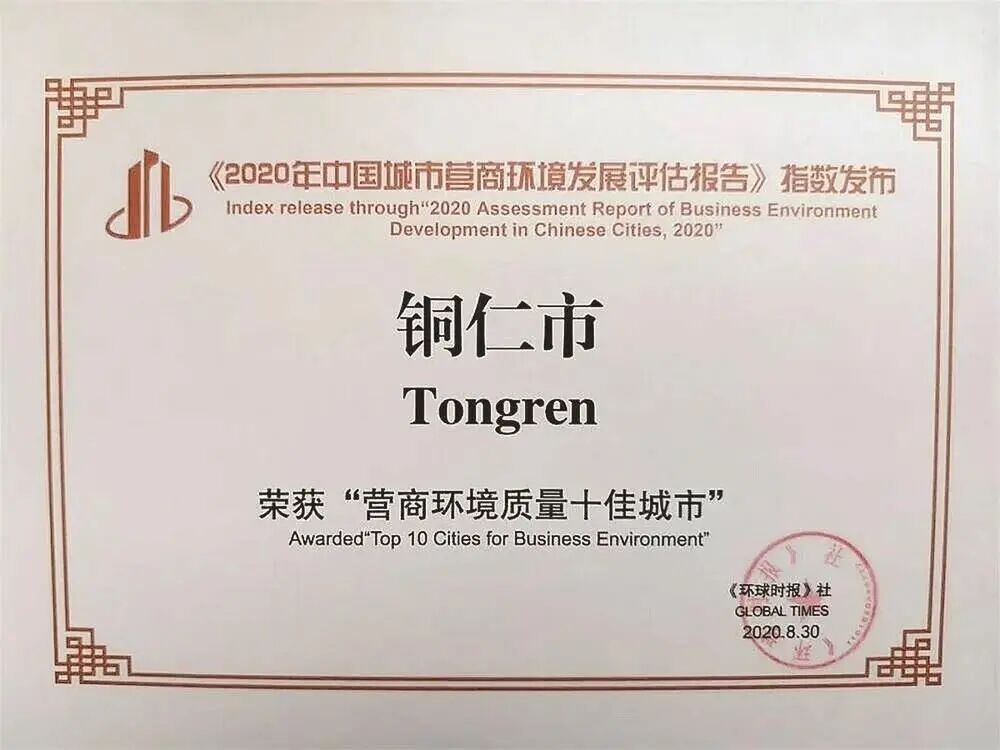 《2020年中国城市营商环境发展评估报告》指数发布
Index release through“2020 Assessment Report of Business Environment
Development in Chinese Cities, 2020”
铜仁市
Tongren
荣获“营商环境质量十佳城市”
Awarded“Top 10 Cities for Business Environment”
《环球时报》社
GLOBAL TIMES
2020.8.30